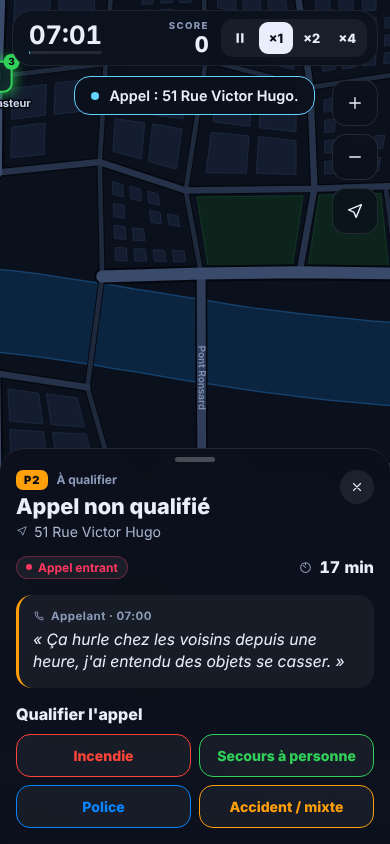 07:01
SCORE
0
×1
×2
×4
3
asteur
Appel : 51 Rue Victor Hugo.
Pont Ronsard
P2 À qualifier
Appel non qualifié
51 Rue Victor Hugo
Appel entrant
17 min
Appelant · 07:00
« Ça hurle chez les voisins depuis une
heure, j'ai entendu des objets se casser. »
Qualifier l'appel
Incendie
Secours à personne
Police
Accident / mixte